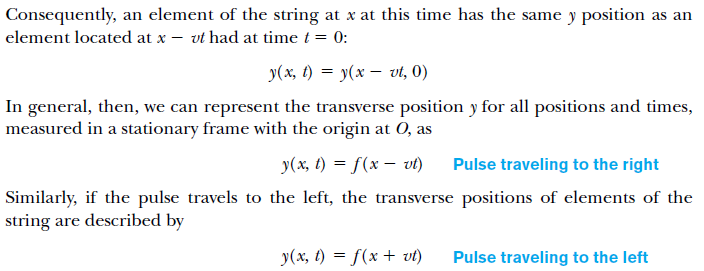 Consequently, an element of the string at x at this time has the same y position as an
element located at x − vt had at time t = 0:
y(x, t) = y(x − vt, 0)
In general, then, we can represent the transverse position y for all positions and times,
measured in a stationary frame with the origin at O, as
y(x, t) = f(x − vt) Pulse traveling to the right
Similarly, if the pulse travels to the left, the transverse positions of elements of the
string are described by
y(x, t) = f(x + vt) Pulse traveling to the left